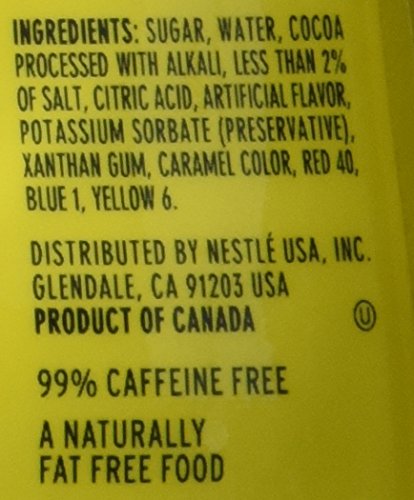 INGREDIENTS: SUGAR, WATER, COCOA
PROCESSED WITH ALKALI, LESS THAN 2%
OF SALT, CITRIC ACID, ARTIFICIAL FLAVOR,
POTASSIUM SORBATE (PRESERVATIVE),
XANTHAN GUM, CARAMEL COLOR, RED 40,
BLUE 1, YELLOW 6.
DISTRIBUTED BY NESTLÉ USA, INC.
GLENDALE, CA 91203 USA
PRODUCT OF CANADA
U
99% CAFFEINE FREE
A NATURALLY
FAT FREE FOOD